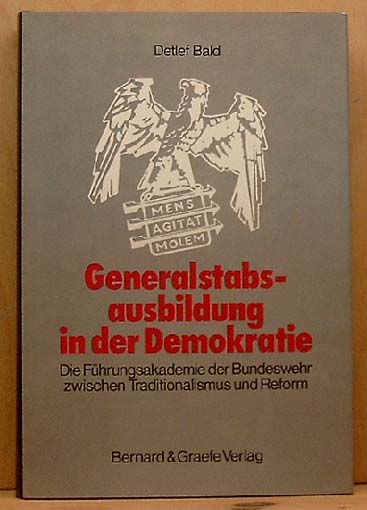 Detlef Bald
MENS
AGITAT
MOLEM
Generalstabs-
ausbildung
in der Demokratie
Die Führungsakademie der Bundeswehr
zwischen Traditionalismus und Reform
Bernard & Graefe Verlag